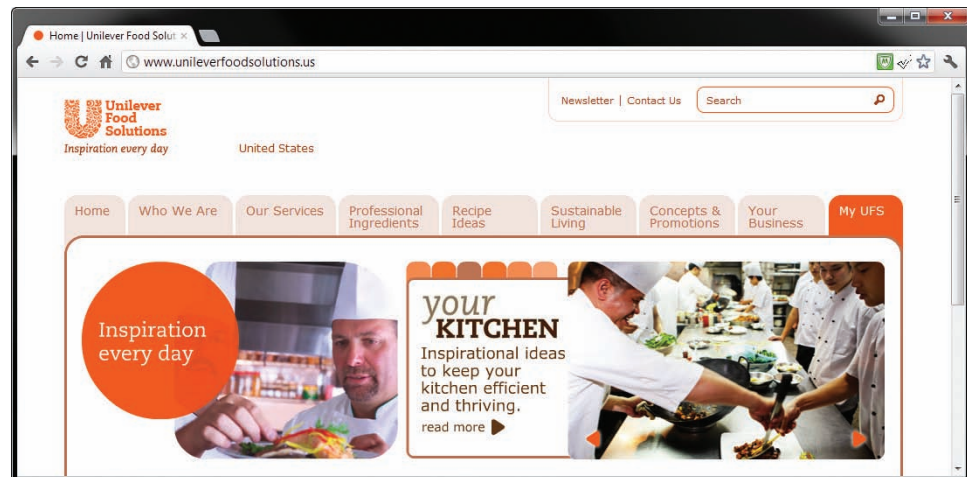 Home | Unilever Food Solut
www.unileverfoodsolutions.us
Newsletter | Contact Us
Search
Unilever
Food
Solutions
Inspiration every day
United States
Home
Who We Are
Our Services
Professional
Ingredients
Recipe
Ideas
Sustainable
Living
Concepts &
Promotions
Your
Business
My UFS
Inspiration
every day
your
KITCHEN
Inspirational ideas
to keep your
kitchen efficient
and thriving.
read more